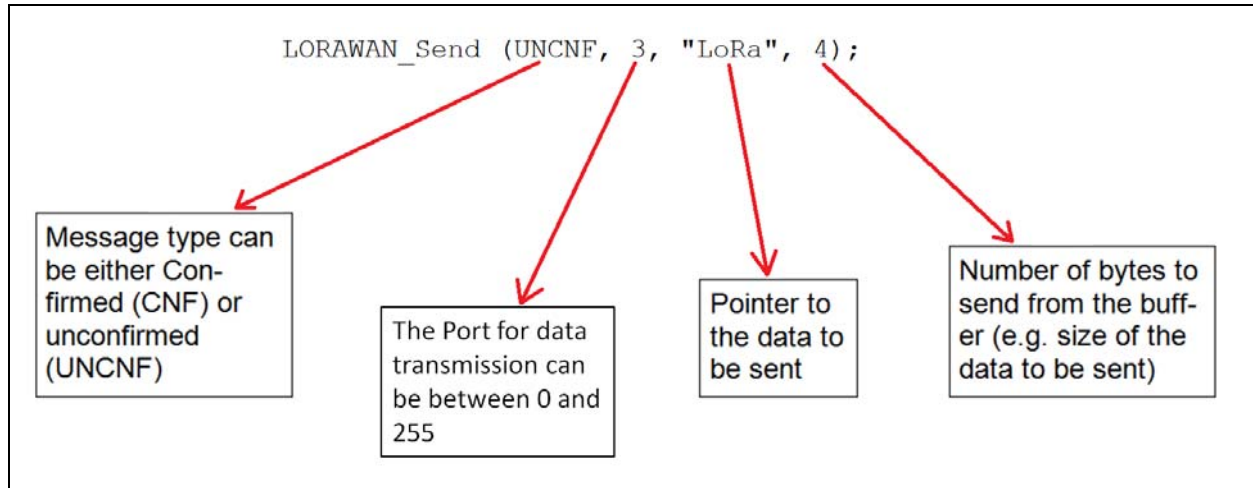 LORAWAN_Send (UNCNF, 3, "LoRa", 4);
Message type can
be either Con-
firmed (CNF) or
unconfirmed
(UNCNF)
The Port for data
transmission can
be between 0 and
255
Pointer to
the data to
be sent
Number of bytes to
send from the buff-
er (e.g. size of the
data to be sent)